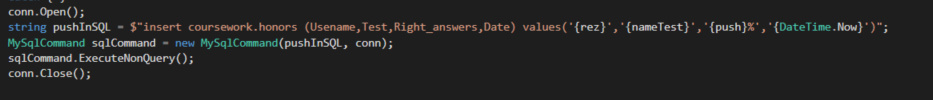 conn.Open();
string pushInSQL = $"insert coursework.honors (Usename,Test,Right_answers,Date) values('{rez}','{nameTest}','{push}%','{DateTime.Now}')";
MySqlCommand sqlCommand = new MySqlCommand(pushInSQL, conn);
sqlCommand.ExecuteNonQuery();
conn.Close();